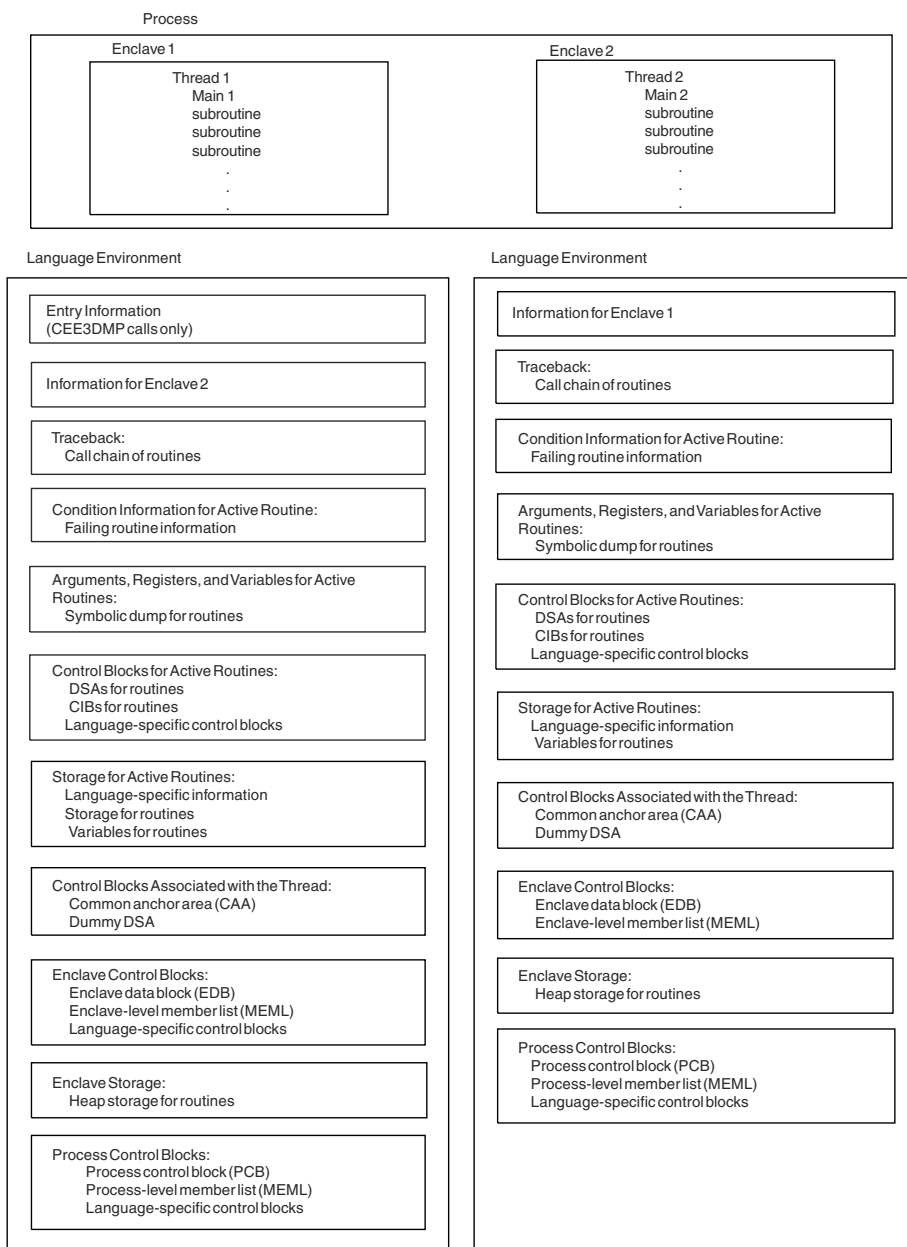 Process
Enclave 1
Thread 1
Main 1
subroutine
subroutine
subroutine
.
.
.
Enclave 2
Thread 2
Main 2
subroutine
subroutine
subroutine
.
.
.
Language Environment
Entry Information
(CEE3DMP calls only)
Information for Enclave 2
Traceback:
Call chain of routines
Condition Information for Active Routine:
Failing routine information
Arguments, Registers, and Variables for Active
Routines:
Symbolic dump for routines
Control Blocks for Active Routines:
DSAs for routines
CIBs for routines
Language-specific control blocks
Storage for Active Routines:
Language-specific information
Storage for routines
Variables for routines
Control Blocks Associated with the Thread:
Common anchor area (CAA)
Dummy DSA
Enclave Control Blocks:
Enclave data block (EDB)
Enclave-level member list (MEML)
Language-specific control blocks
Enclave Storage:
Heap storage for routines
Process Control Blocks:
Process control block (PCB)
Process-level member list (MEML)
Language-specific control blocks
Language Environment
Information for Enclave 1
Traceback:
Call chain of routines
Condition Information for Active Routine:
Failing routine information
Arguments, Registers, and Variables for Active
Routines:
Symbolic dump for routines
Control Blocks for Active Routines:
DSAs for routines
CIBs for routines
Language-specific control blocks
Storage for Active Routines:
Language-specific information
Variables for routines
Control Blocks Associated with the Thread:
Common anchor area (CAA)
Dummy DSA
Enclave Control Blocks:
Enclave data block (EDB)
Enclave-level member list (MEML)
Enclave Storage:
Heap storage for routines
Process Control Blocks:
Process control block (PCB)
Process-level member list (MEML)
Language-specific control blocks